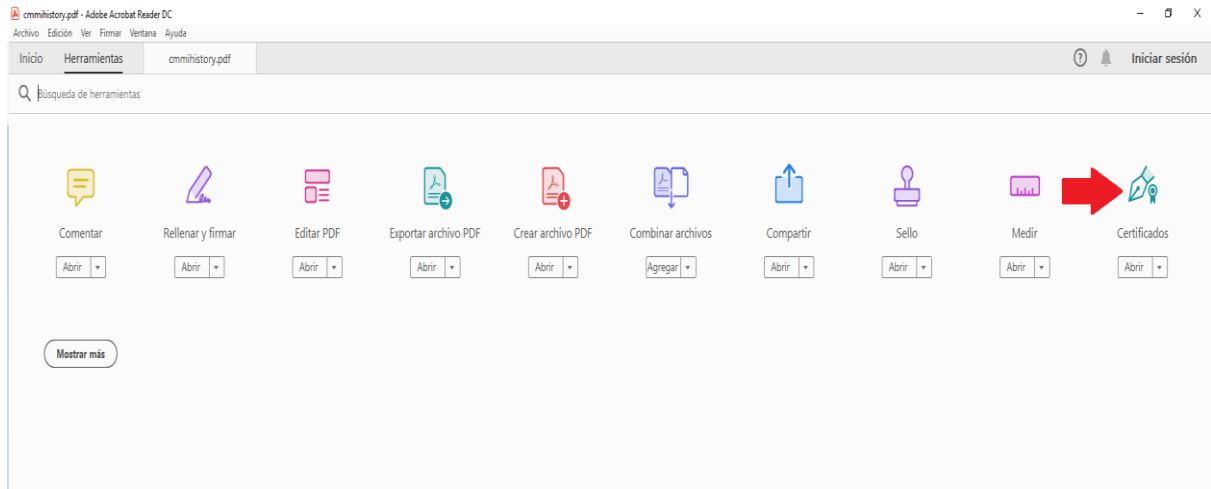 cmmihistory.pdf - Adobe Acrobat Reader DC
Archivo Edición Ver Firmar Ventana Ayuda
Inicio Herramientas cmmihistory.pdf Iniciar sesión
Búsqueda de herramientas
Comentar Rellenar y firmar Editar PDF Exportar archivo PDF Crear archivo PDF Combinar archivos Compartir Sello Medir Certificados
Abrir Abrir Abrir Abrir Abrir Agregar Abrir Abrir Abrir Abrir
Mostrar más